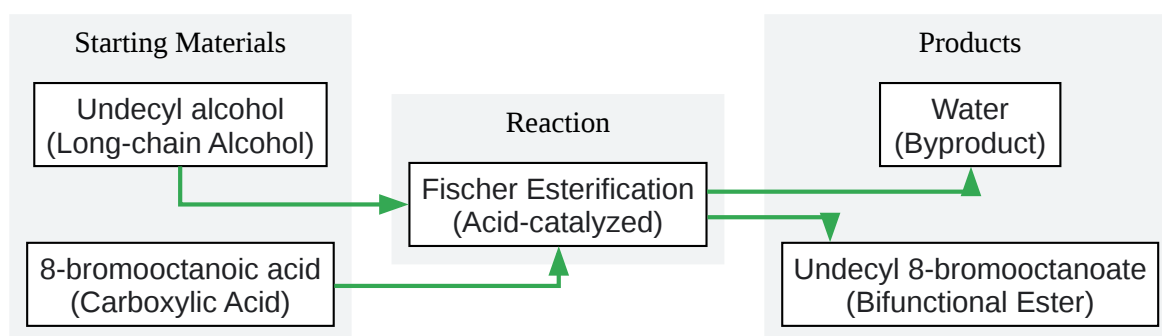 Starting Materials
Undecyl alcohol
(Long-chain Alcohol)
8-bromooctanoic acid
(Carboxylic Acid)
Reaction
Fischer Esterification
(Acid-catalyzed)
Products
Water
(Byproduct)
Undecyl 8-bromooctanoate
(Bifunctional Ester)